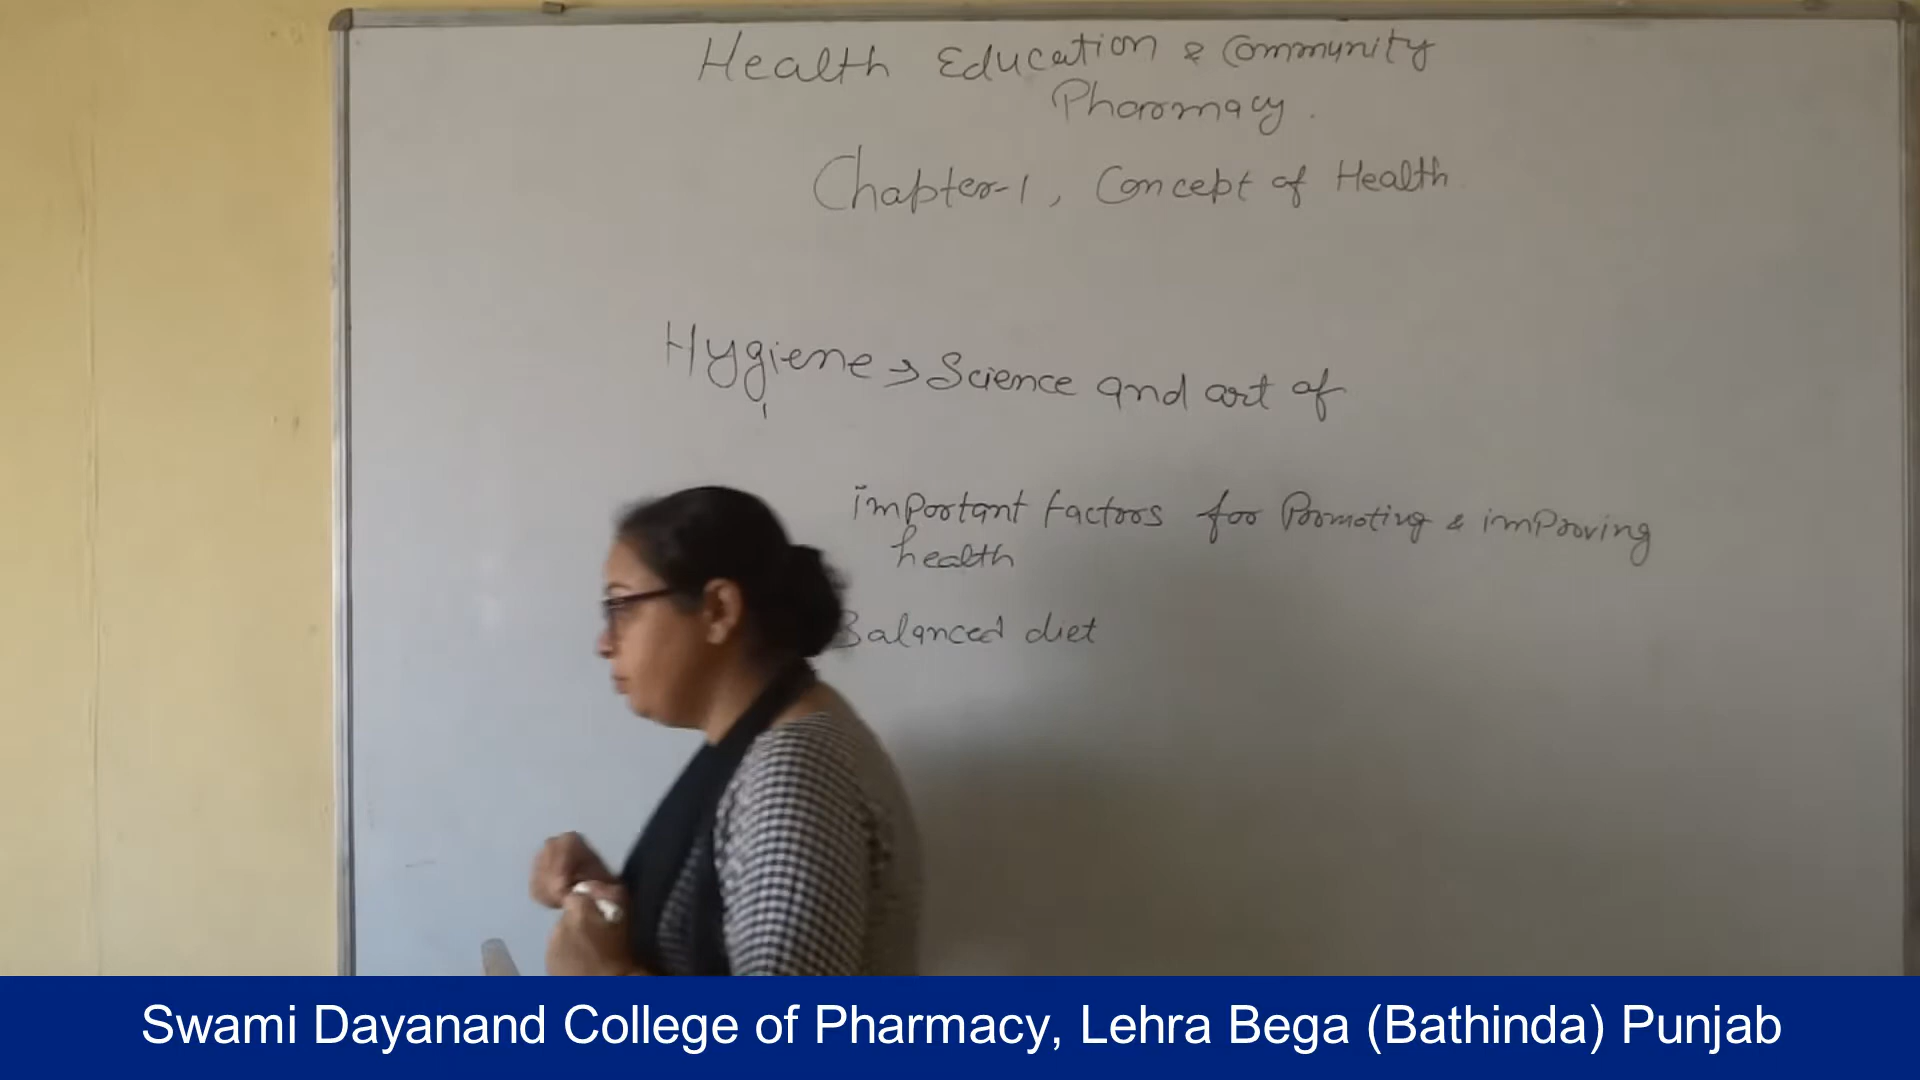 Health Education & Community
Pharmacy.
Chapter-1, Concept of Health
Hygiene → Science and art of
important factors for Promoting & improving
health
Balanced diet
Swami Dayanand College of Pharmacy, Lehra Bega (Bathinda) Punjab